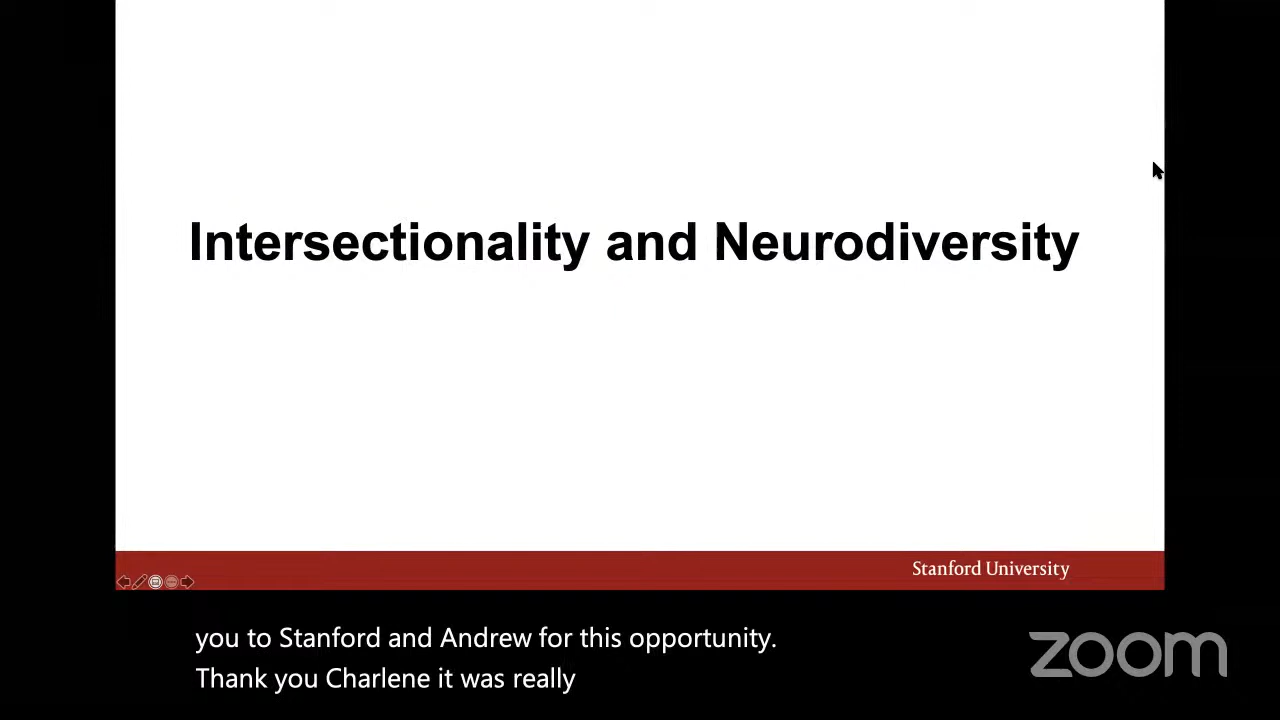 Intersectionality and Neurodiversity
Stanford University
you to Stanford and Andrew for this opportunity.
Thank you Charlene it was really
zoom